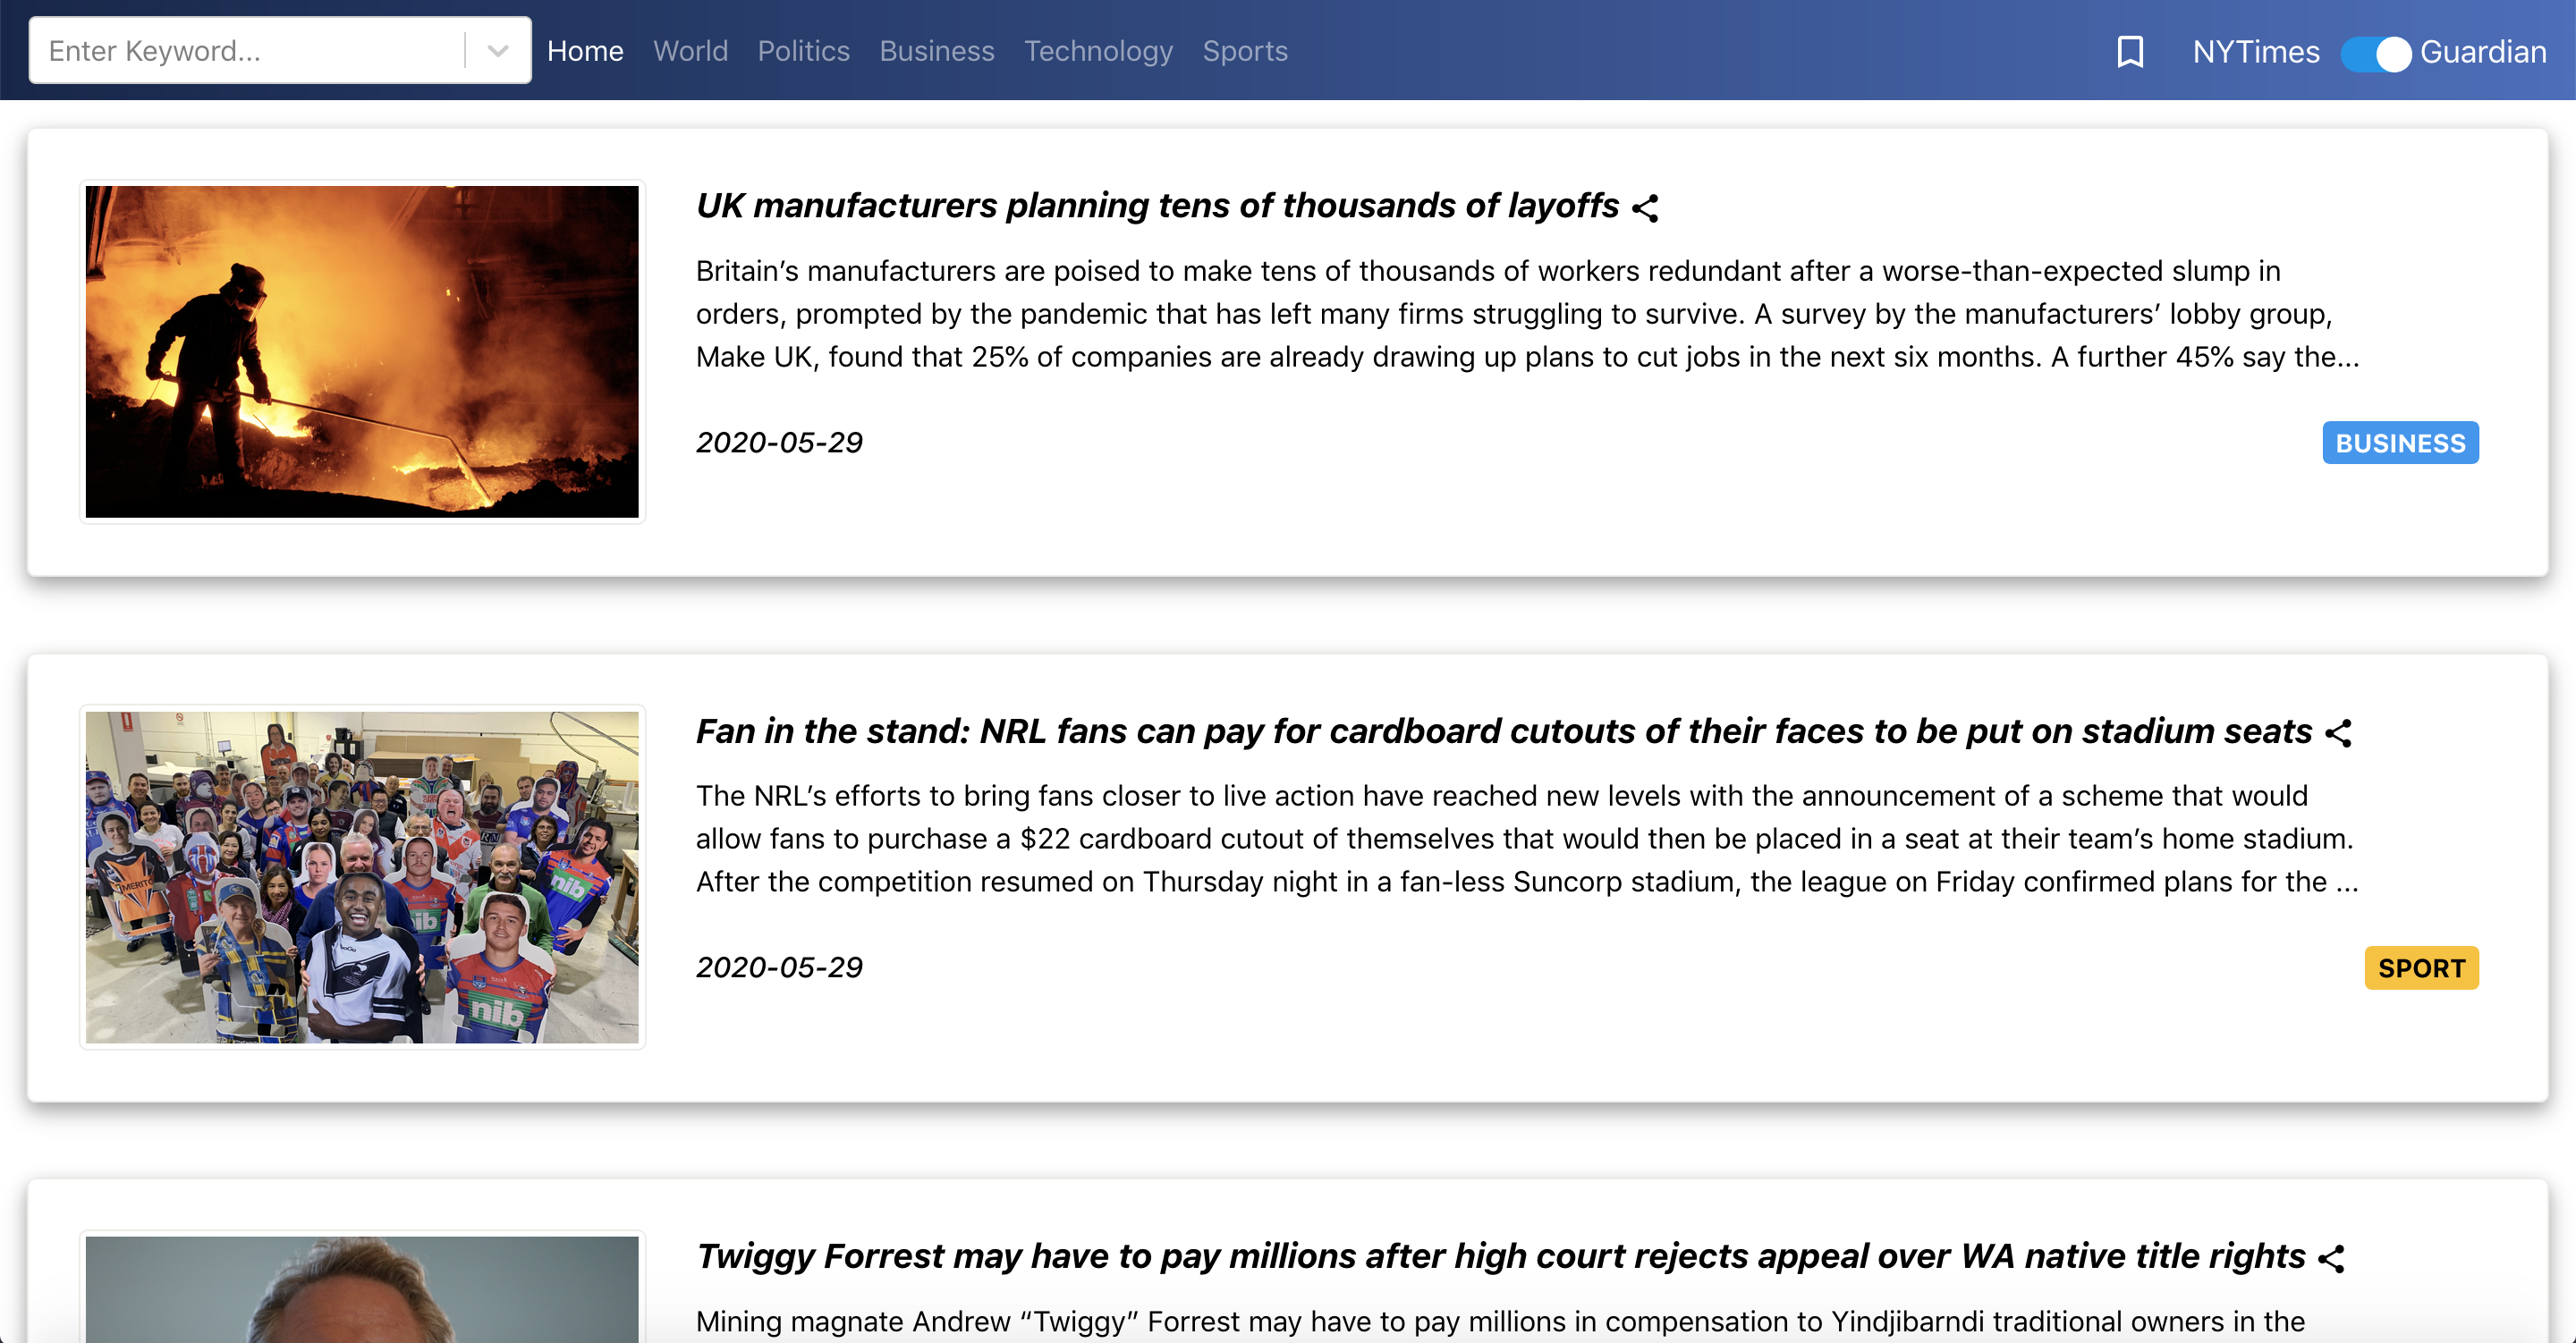 Enter Keyword... Home World Politics Business Technology Sports NYTimes Guardian
UK manufacturers planning tens of thousands of layoffs
Britain’s manufacturers are poised to make tens of thousands of workers redundant after a worse-than-expected slump in
orders, prompted by the pandemic that has left many firms struggling to survive. A survey by the manufacturers’ lobby group,
Make UK, found that 25% of companies are already drawing up plans to cut jobs in the next six months. A further 45% say the...
2020-05-29 BUSINESS
Fan in the stand: NRL fans can pay for cardboard cutouts of their faces to be put on stadium seats
The NRL’s efforts to bring fans closer to live action have reached new levels with the announcement of a scheme that would
allow fans to purchase a $22 cardboard cutout of themselves that would then be placed in a seat at their team’s home stadium.
After the competition resumed on Thursday night in a fan-less Suncorp stadium, the league on Friday confirmed plans for the ...
nib
nib
nib
2020-05-29 SPORT
Twiggy Forrest may have to pay millions after high court rejects appeal over WA native title rights
Mining magnate Andrew “Twiggy” Forrest may have to pay millions in compensation to Yindjibarndi traditional owners in the